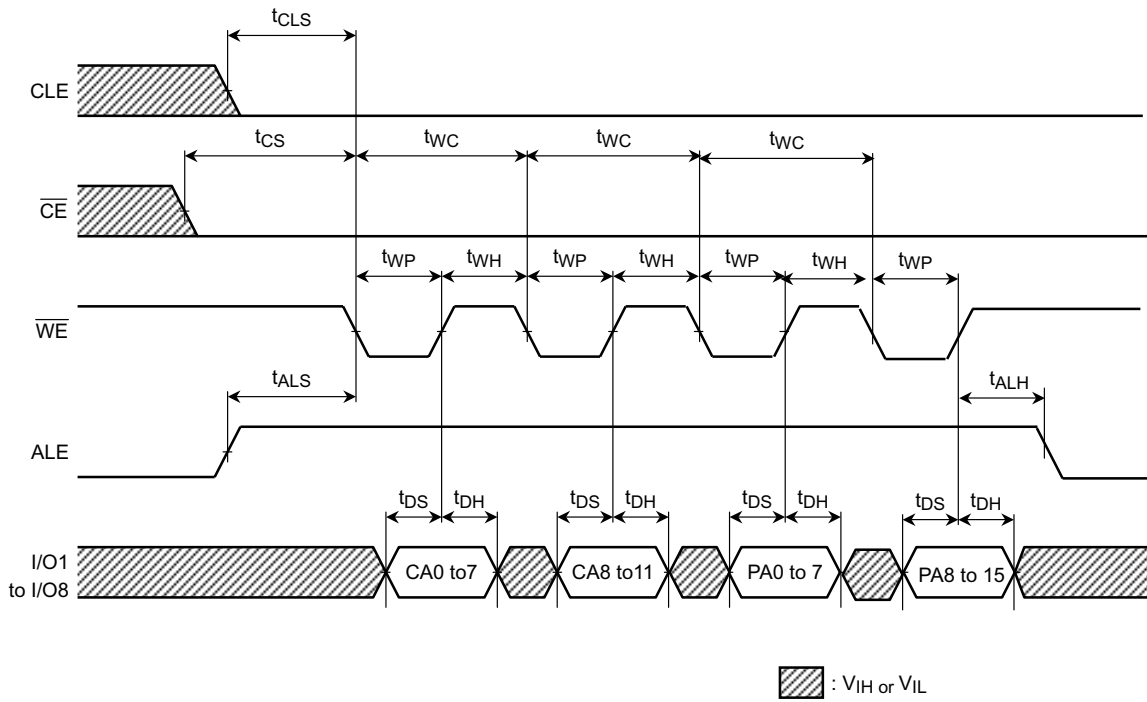 tCLS
CLE
tCS tWC tWC tWC
CE
tWP tWH tWP tWH tWP tWH tWP
WE
tALS tALH
ALE
tDS tDH tDS tDH tDS tDH tDS tDH
I/O1
to I/O8
CA0 to7 CA8 to11 PA0 to 7 PA8 to 15
: VIH or VIL